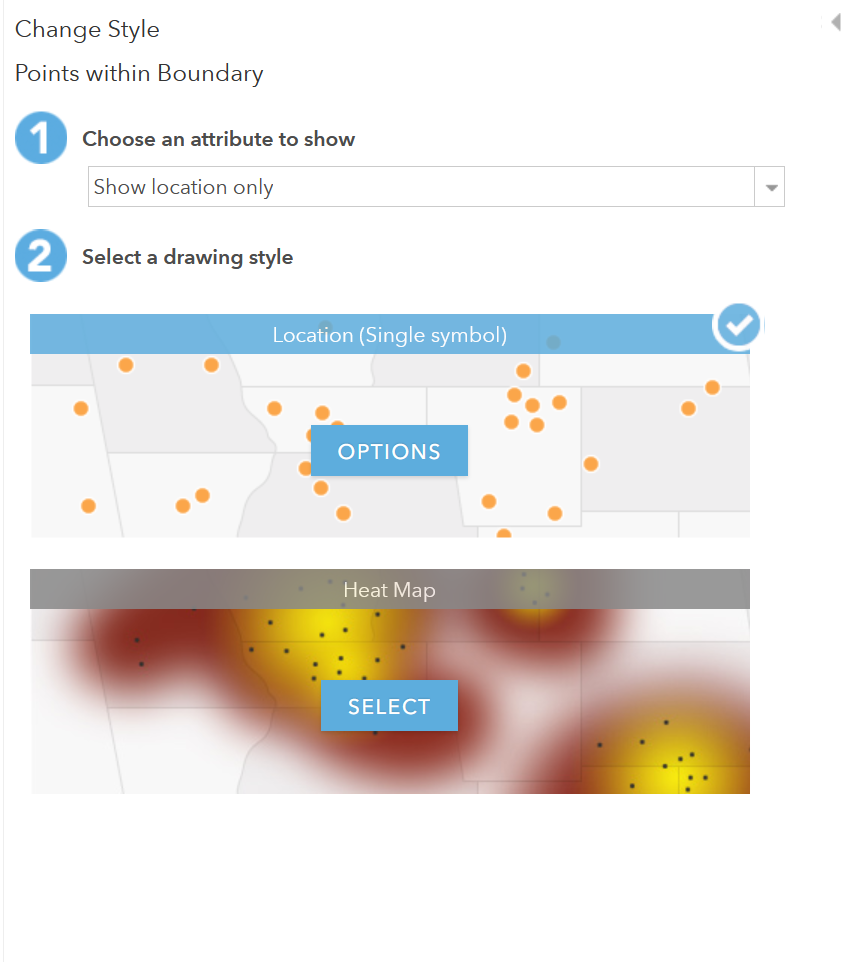 Change Style
Points within Boundary
1 Choose an attribute to show
Show location only
2 Select a drawing style
Location (Single symbol)
OPTIONS
Heat Map
SELECT